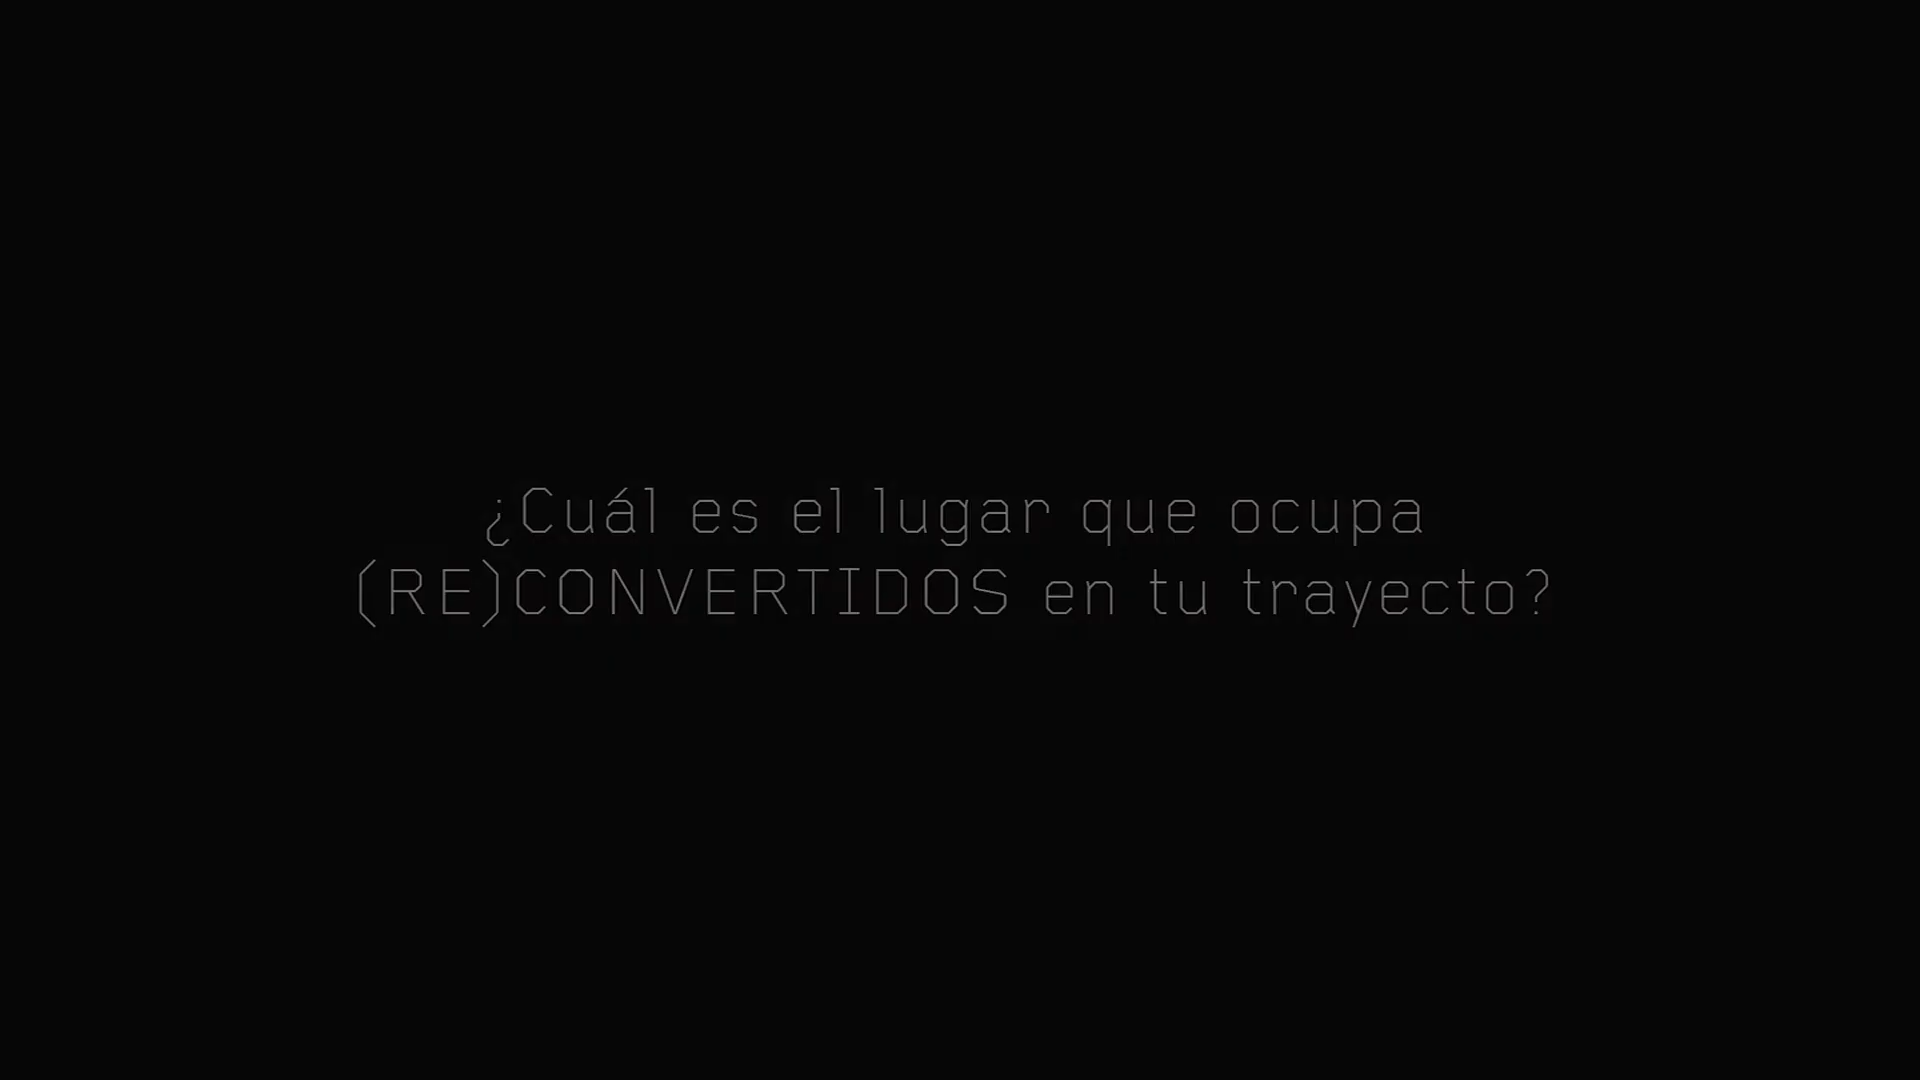 ¿Cuál es el lugar que ocupa
(RE)CONVERTIDOS en tu trayecto?